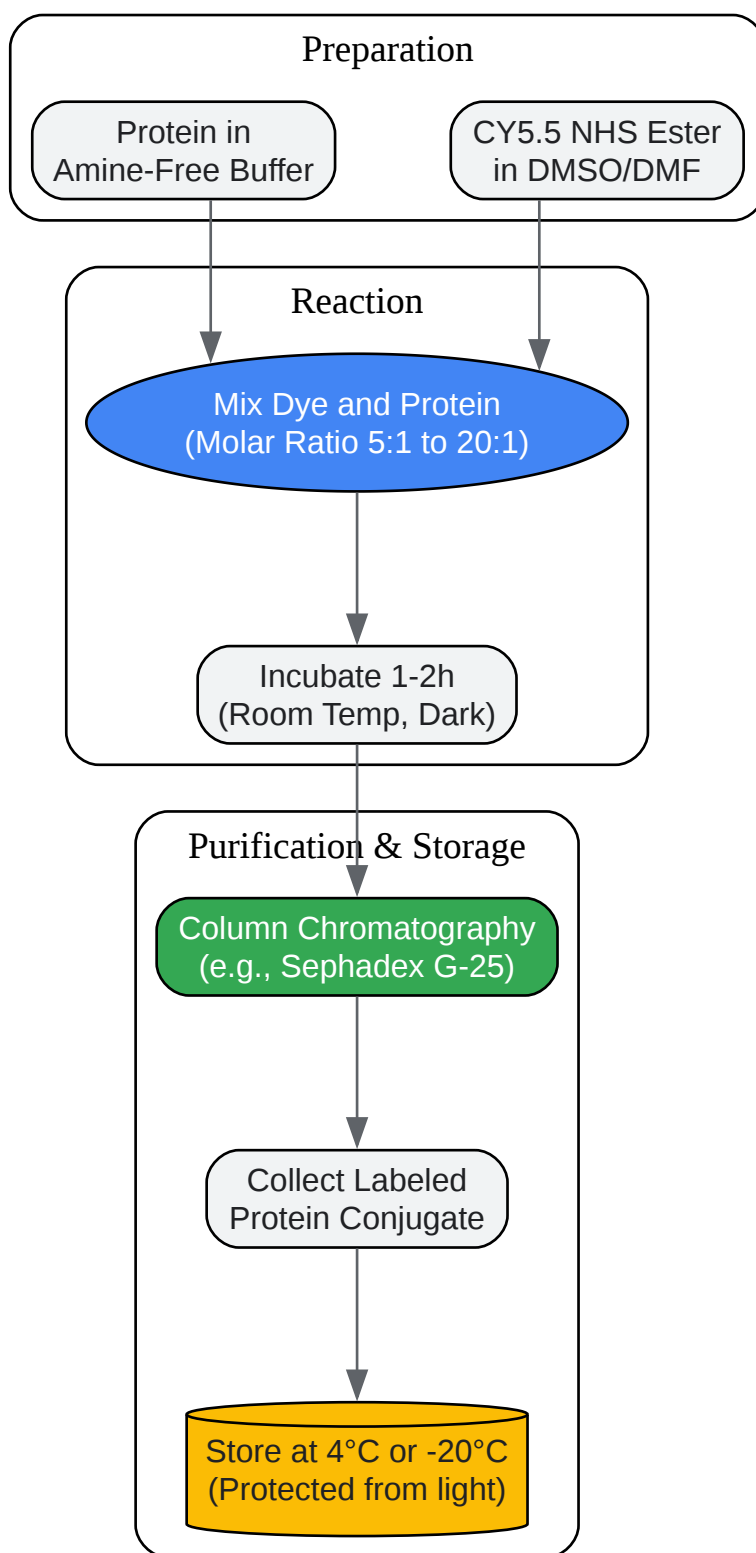 Preparation
Protein in
Amine-Free Buffer
CY5.5 NHS Ester
in DMSO/DMF
Reaction
Mix Dye and Protein
(Molar Ratio 5:1 to 20:1)
Incubate 1-2h
(Room Temp, Dark)
Purification & Storage
Column Chromatography
(e.g., Sephadex G-25)
Collect Labeled
Protein Conjugate
Store at 4°C or -20°C
(Protected from light)